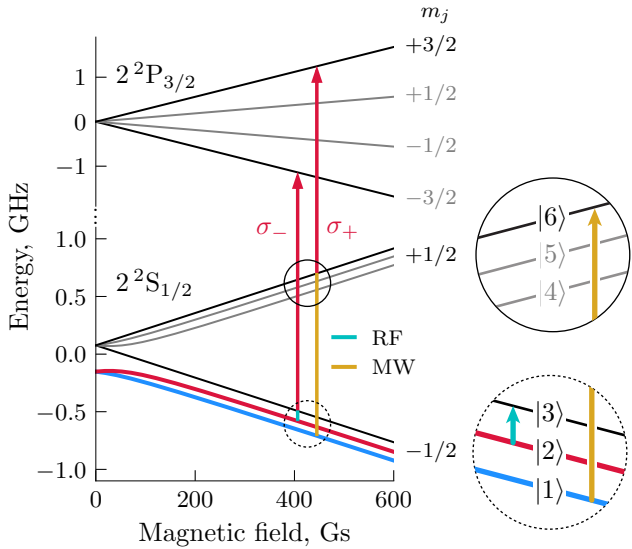 m_j
+3/2
2 ²P₃/₂
1
+1/2
0
−1/2
−1
−3/2
Energy, GHz
σ₋
σ₊
|6⟩
|5⟩
|4⟩
1.0
+1/2
2 ²S₁/₂
0.5
RF
0.0
MW
|3⟩
−0.5
|2⟩
−1/2
|1⟩
−1.0
0
200
400
600
Magnetic field, Gs